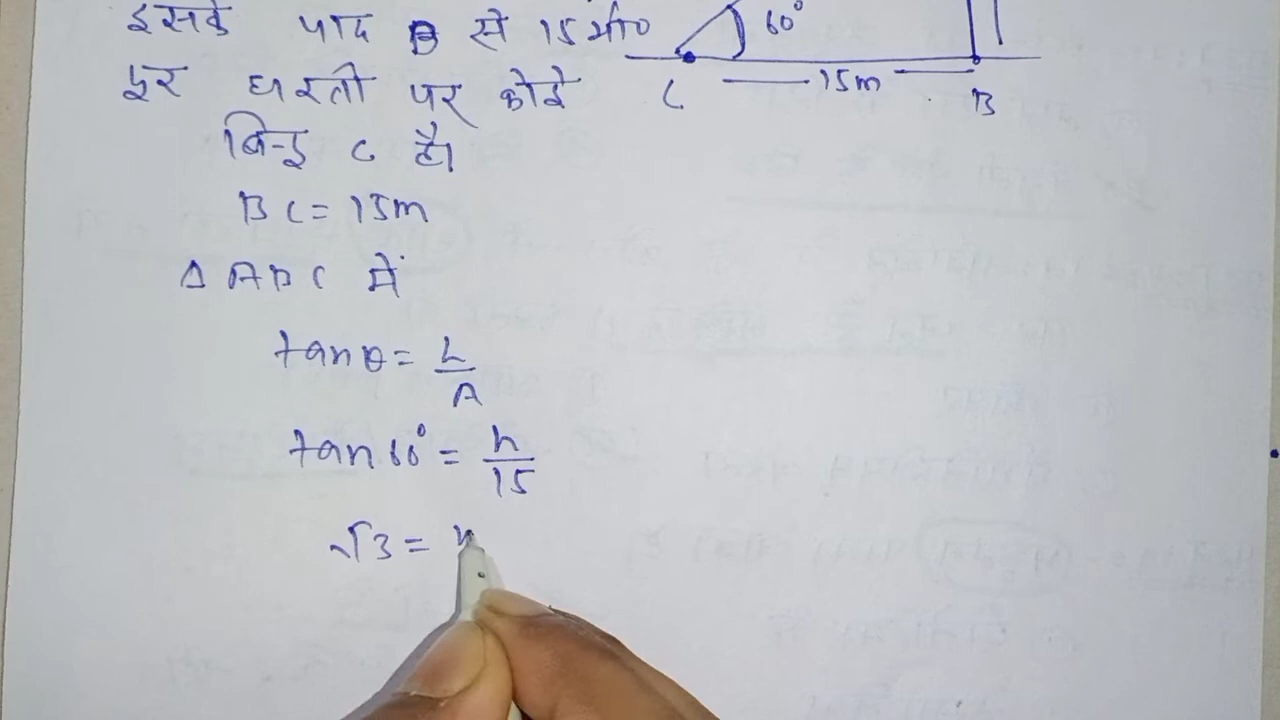 इसके पाद B से 15 मी०
दूर धरती पर कोई
बिन्दु C है।
BC = 15m
Δ ABC में
tanθ = L/A
tan 60° = h/15
√3 = h
60°
C 15m B